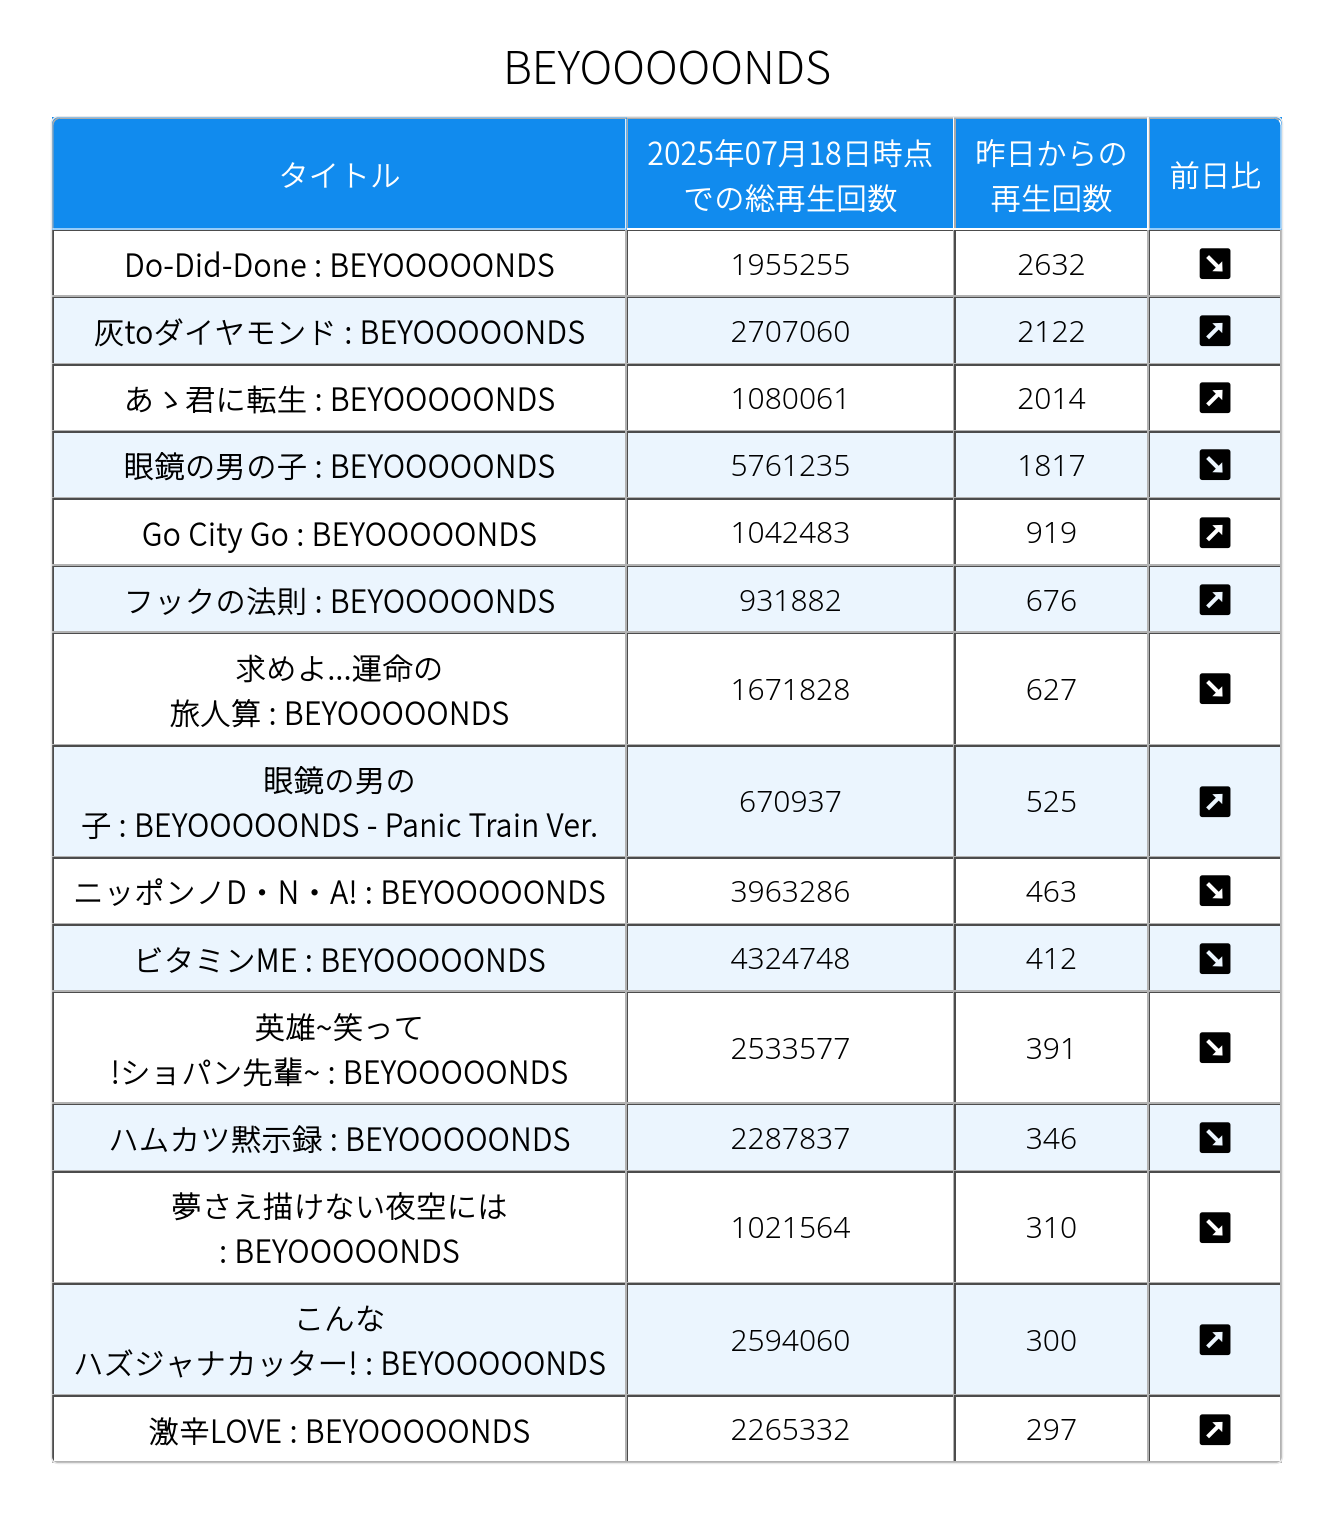 BEYOOOOONDS
タイトル
2025年07月18日時点
での総再生回数
昨日からの
再生回数
前日比
Do-Did-Done : BEYOOOOONDS
1955255
2632
灰toダイヤモンド : BEYOOOOONDS
2707060
2122
あゝ君に転生 : BEYOOOOONDS
1080061
2014
眼鏡の男の子 : BEYOOOOONDS
5761235
1817
Go City Go : BEYOOOOONDS
1042483
919
フックの法則 : BEYOOOOONDS
931882
676
求めよ...運命の
旅人算 : BEYOOOOONDS
1671828
627
眼鏡の男の
子 : BEYOOOOONDS - Panic Train Ver.
670937
525
ニッポンノD・N・A! : BEYOOOOONDS
3963286
463
ビタミンME : BEYOOOOONDS
4324748
412
英雄~笑って
!ショパン先輩~ : BEYOOOOONDS
2533577
391
ハムカツ黙示録 : BEYOOOOONDS
2287837
346
夢さえ描けない夜空には
: BEYOOOOONDS
1021564
310
こんな
ハズジャナカッター! : BEYOOOOONDS
2594060
300
激辛LOVE : BEYOOOOONDS
2265332
297